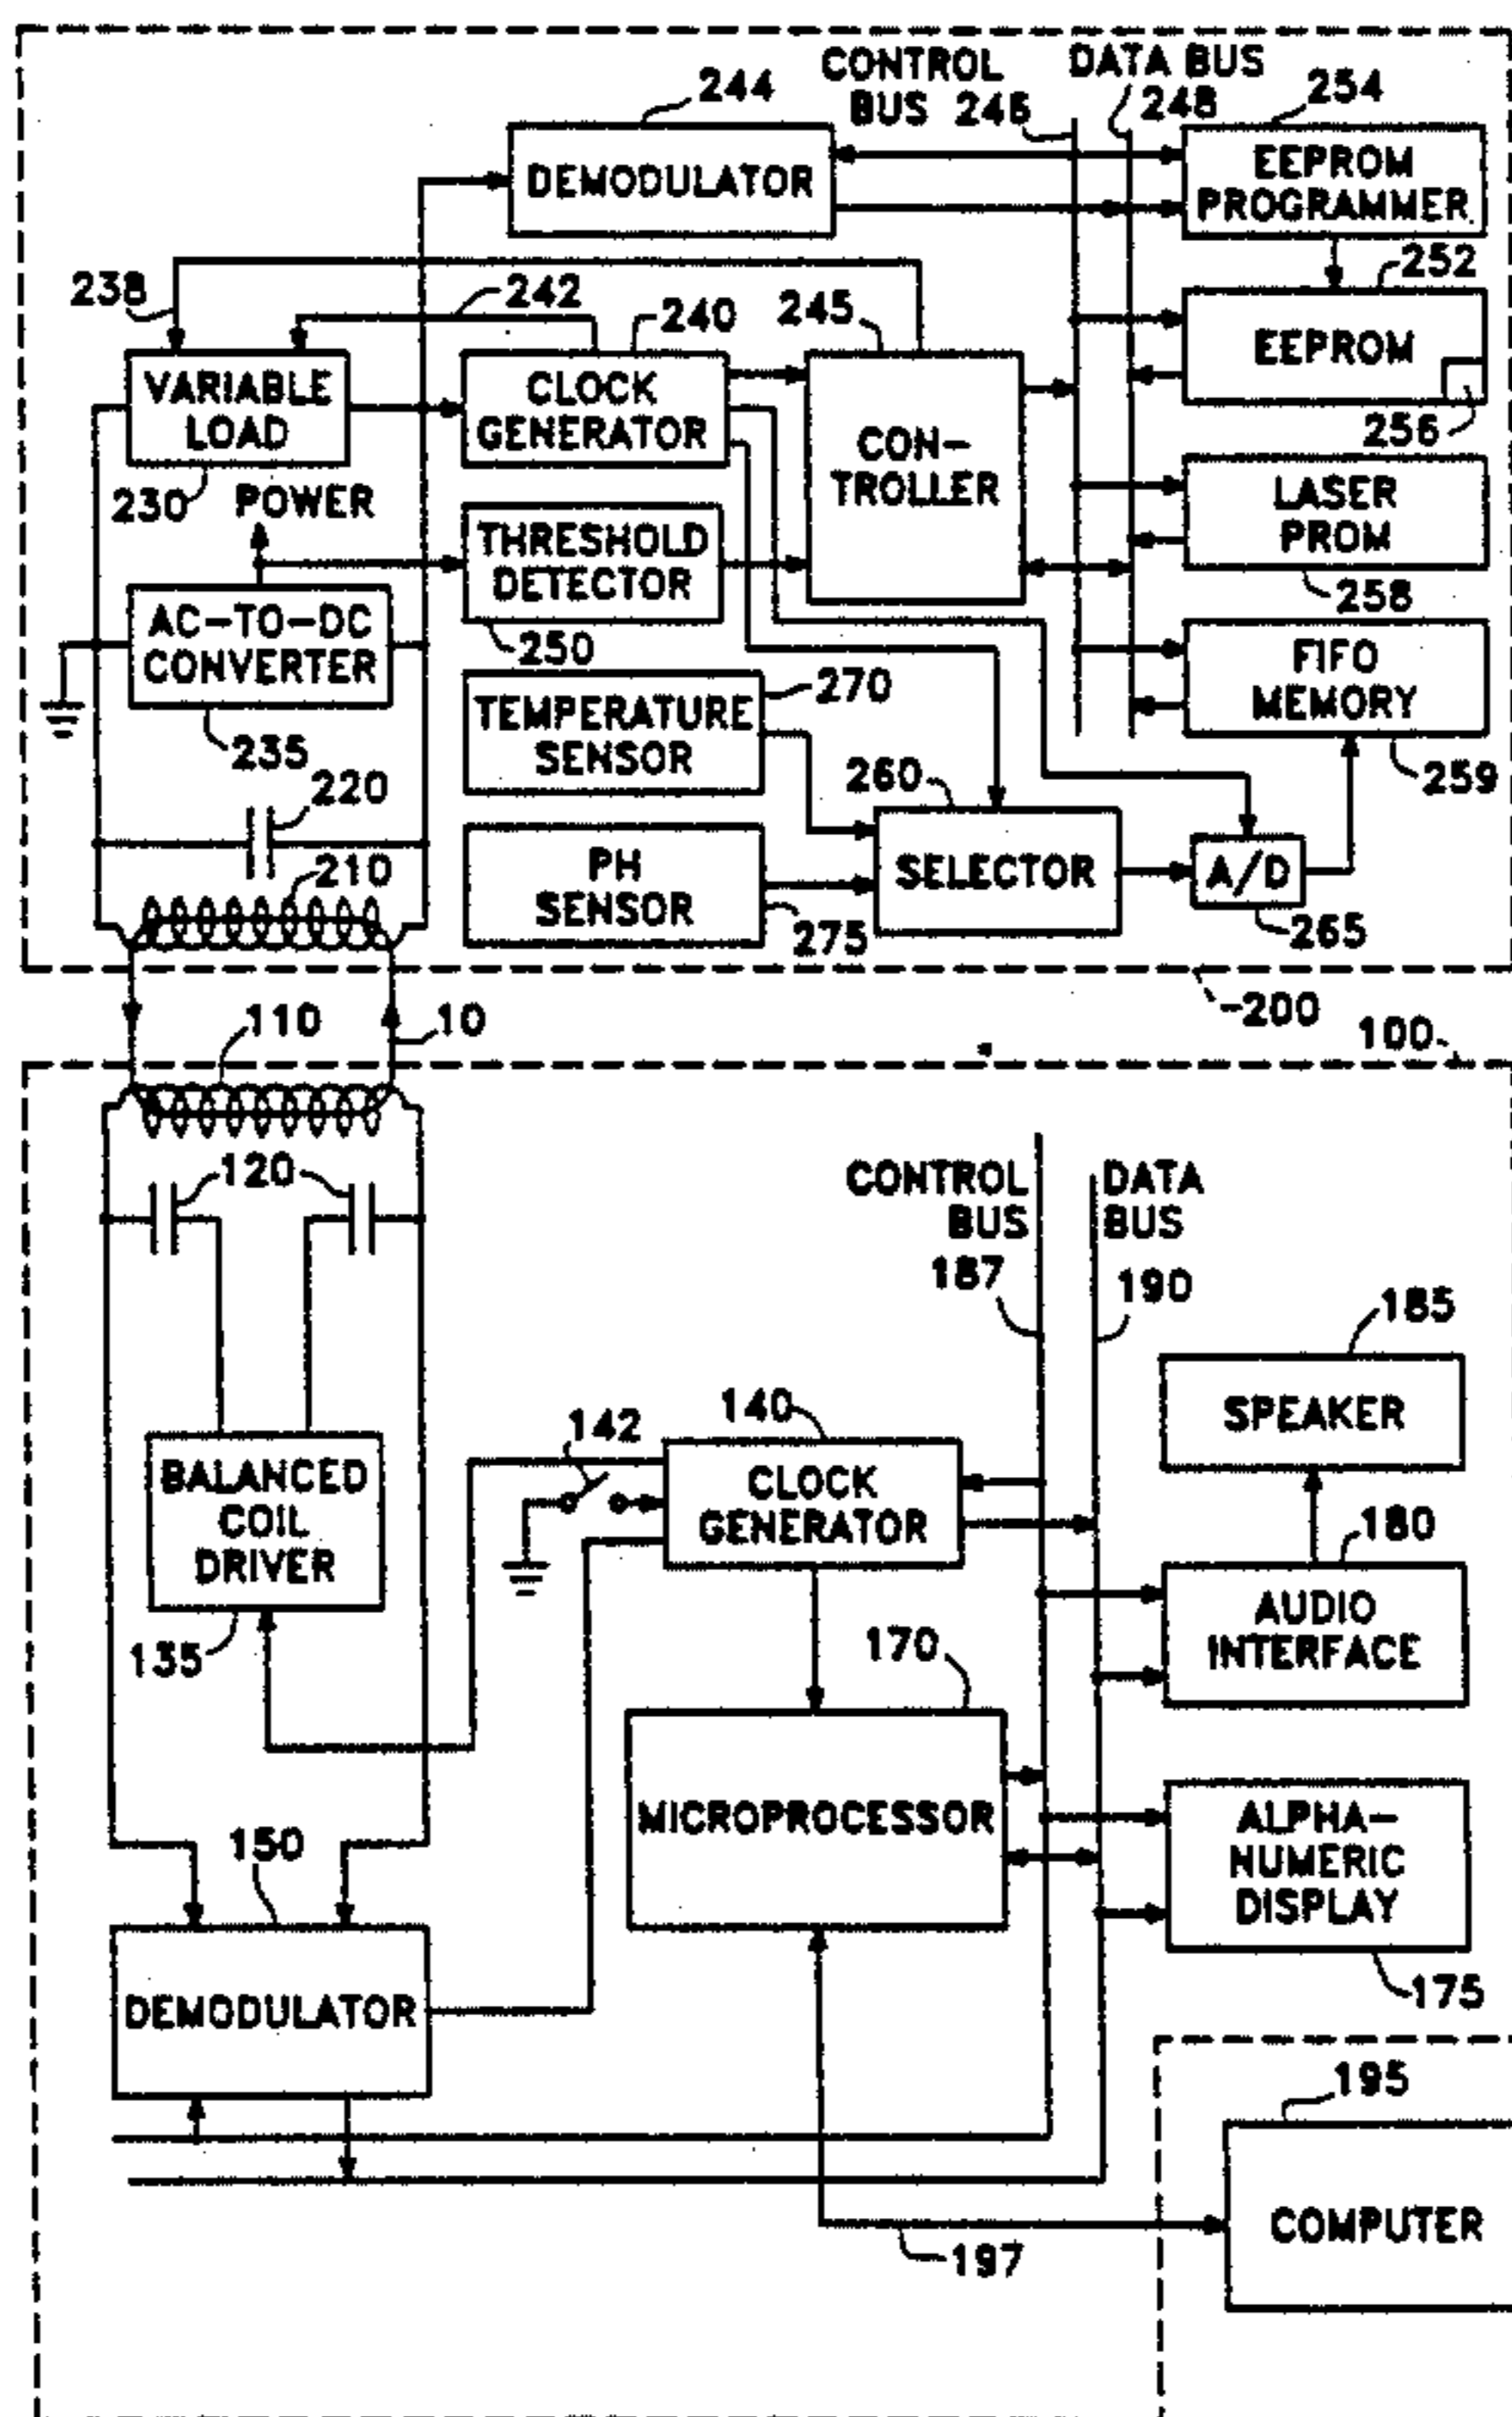 CONTROL
BUS 246
DATA BUS
248
244
254
DEMODULATOR
EEPROM
PROGRAMMER
238
242
240
245
252
VARIABLE
LOAD
CLOCK
GENERATOR
CON-
TROLLER
EEPROM
256
230
POWER
THRESHOLD
DETECTOR
LASER
PROM
258
AC-TO-DC
CONVERTER
250
235
TEMPERATURE
SENSOR
270
FIFO
MEMORY
259
220
260
210
PH
SENSOR
275
SELECTOR
A/D
265
200
110
10
100
120
CONTROL
BUS
187
DATA
BUS
190
185
SPEAKER
140
142
BALANCED
COIL
DRIVER
135
CLOCK
GENERATOR
180
AUDIO
INTERFACE
170
MICROPROCESSOR
ALPHA-
NUMERIC
DISPLAY
175
150
DEMODULATOR
195
COMPUTER
197